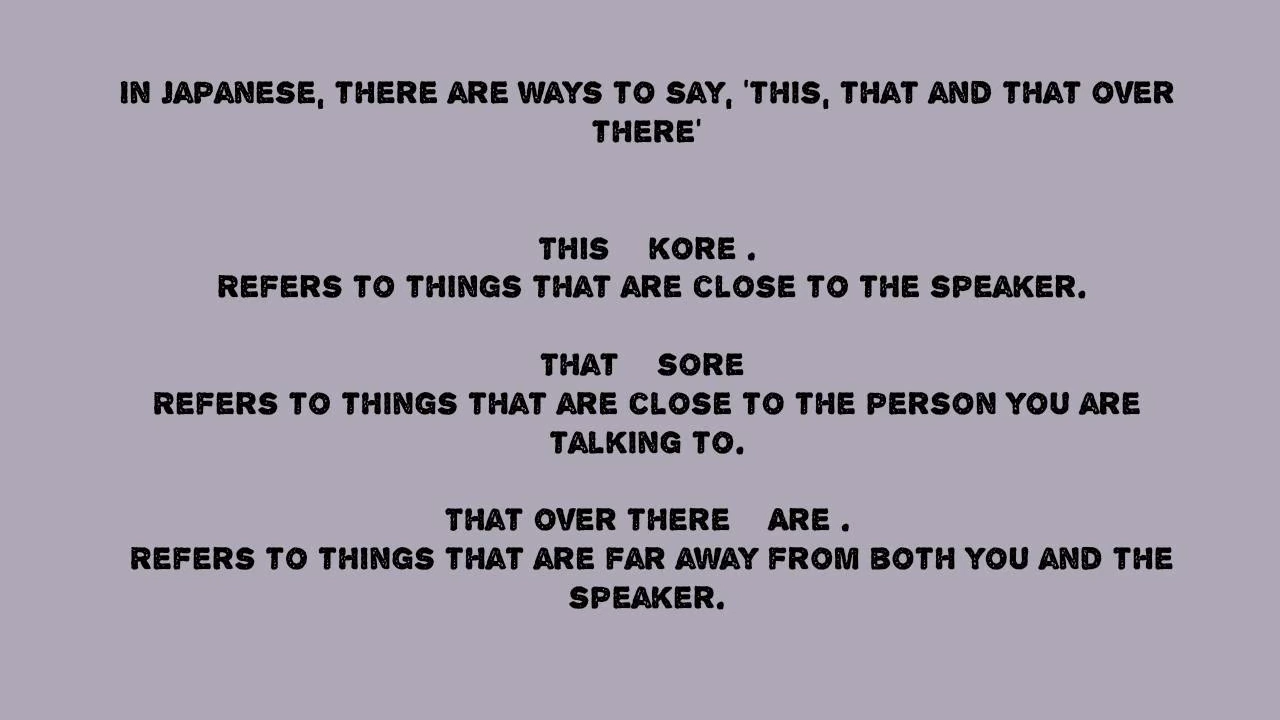 IN JAPANESE, THERE ARE WAYS TO SAY, 'THIS, THAT AND THAT OVER
THERE'
THIS KORE .
REFERS TO THINGS THAT ARE CLOSE TO THE SPEAKER.
THAT SORE
REFERS TO THINGS THAT ARE CLOSE TO THE PERSON YOU ARE
TALKING TO.
THAT OVER THERE ARE .
REFERS TO THINGS THAT ARE FAR AWAY FROM BOTH YOU AND THE
SPEAKER.